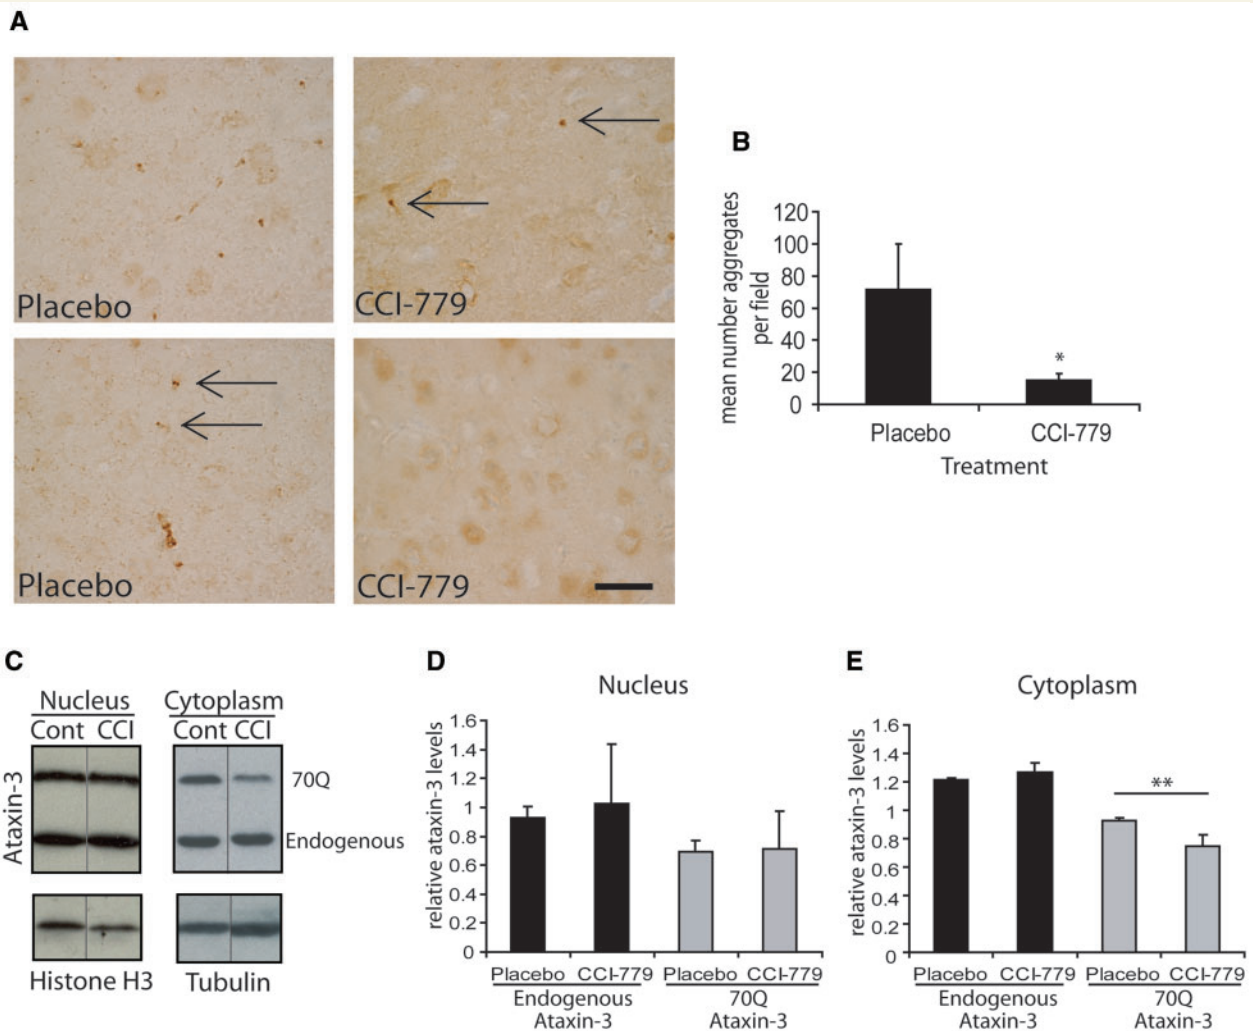 A
Placebo
CCI-779
Placebo
CCI-779
B
mean number aggregates
per field
120
100
80
60
40
20
0
*
Placebo CCI-779
Treatment
C
Nucleus Cytoplasm
Cont CCI Cont CCI
Ataxin-3
70Q
Endogenous
Histone H3 Tubulin
D
Nucleus
relative ataxin-3 levels
1.6
1.4
1.2
1
0.8
0.6
0.4
0.2
0
Placebo CCI-779 Placebo CCI-779
Endogenous 70Q
Ataxin-3 Ataxin-3
E
Cytoplasm
relative ataxin-3 levels
1.6
1.4
1.2
1
0.8
0.6
0.4
0.2
0
**
Placebo CCI-779 Placebo CCI-779
Endogenous 70Q
Ataxin-3 Ataxin-3